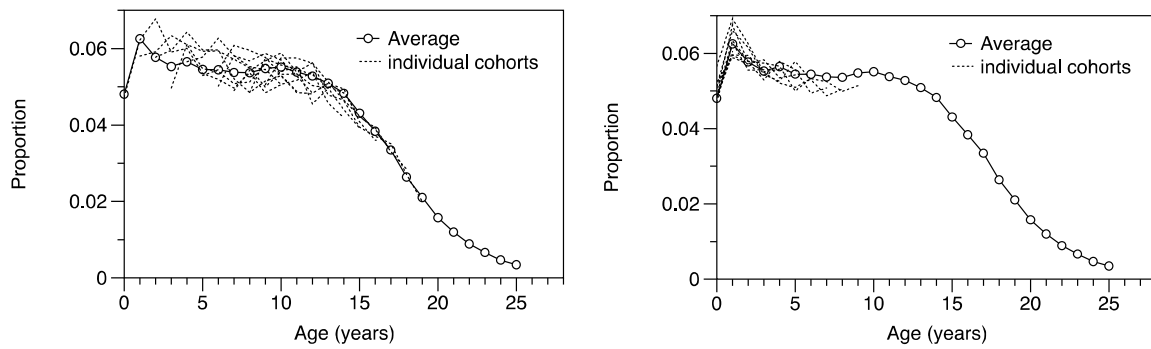 0.06
0.04
0.02
0
Proportion
Average
individual cohorts
0 5 10 15 20 25
Age (years)
0.06
0.04
0.02
0
Proportion
Average
individual cohorts
0 5 10 15 20 25
Age (years)